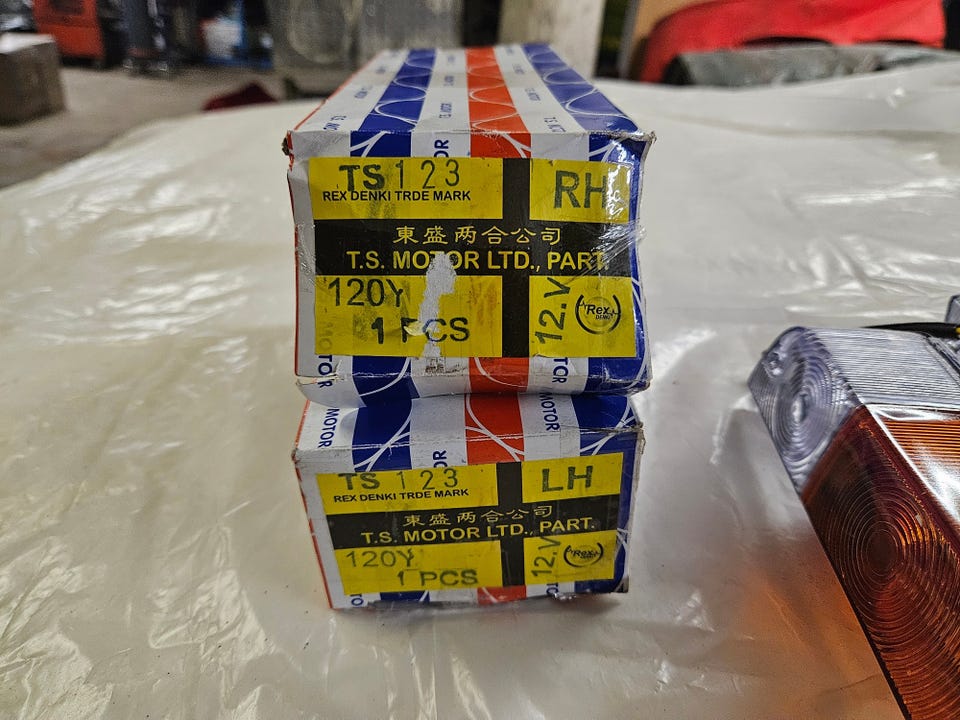 TS 123
RH
REX DENKI TRDE MARK
東盛两合公司
T.S. MOTOR LTD., PART.
120Y
12.V
Rex
DENKI
1 PCS
MOTOR
MOTOR
TS 123
LH
REX DENKI TRDE MARK
東盛两合公司
T.S. MOTOR LTD., PART.
120Y
12.V
Rex
1 PCS